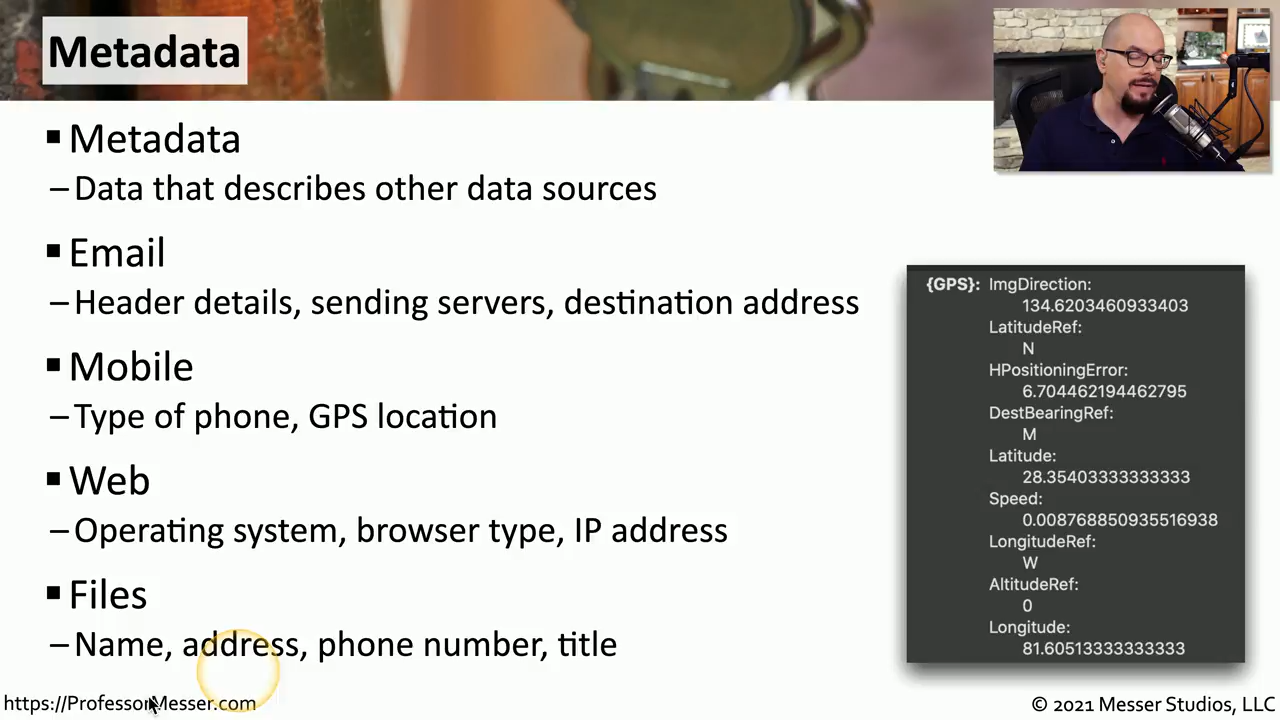 Metadata
▪ Metadata
– Data that describes other data sources
▪ Email
– Header details, sending servers, destination address
▪ Mobile
– Type of phone, GPS location
▪ Web
– Operating system, browser type, IP address
▪ Files
– Name, address, phone number, title
{GPS}: ImgDirection:
134.6203460933403
LatitudeRef:
N
HPositioningError:
6.704462194462795
DestBearingRef:
M
Latitude:
28.35403333333333
Speed:
0.008768850935516938
LongitudeRef:
W
AltitudeRef:
0
Longitude:
81.60513333333333
https://ProfessorMesser.com
© 2021 Messer Studios, LLC